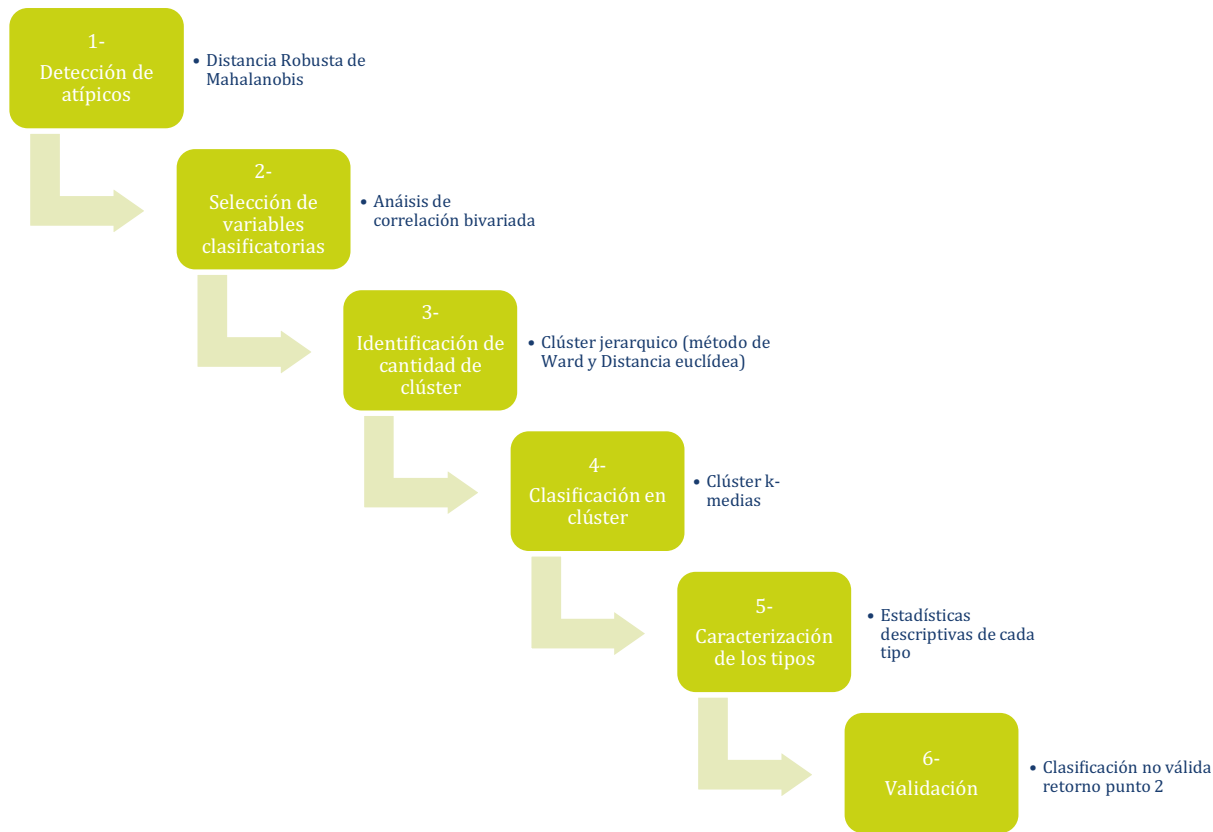 1-
Detección de
atípicos
• Distancia Robusta de
Mahalanobis
2-
Selección de
variables
clasificatorias
• Anáisis de
correlación bivariada
3-
Identificación de
cantidad de
clúster
• Clúster jerarquico (método de
Ward y Distancia euclídea)
4-
Clasificación en
clúster
• Clúster k-
medias
5-
Caracterización
de los tipos
• Estadísticas
descriptivas de cada
tipo
6-
Validación
• Clasificación no válida
retorno punto 2